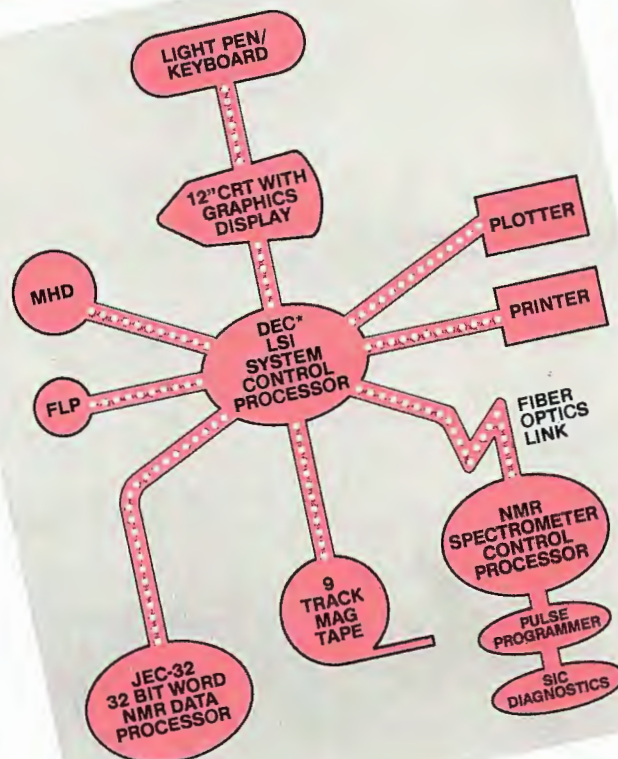 LIGHT PEN/
KEYBOARD
12" CRT WITH
GRAPHICS
DISPLAY
PLOTTER
MHD
PRINTER
DEC*
LSI
SYSTEM
CONTROL
PROCESSOR
FLP
FIBER
OPTICS
LINK
NMR
SPECTROMETER
CONTROL
PROCESSOR
9
TRACK
MAG
TAPE
PULSE
PROGRAMMER
SIC
DIAGNOSTICS
JEC-32
32 BIT WORD
NMR DATA
PROCESSOR